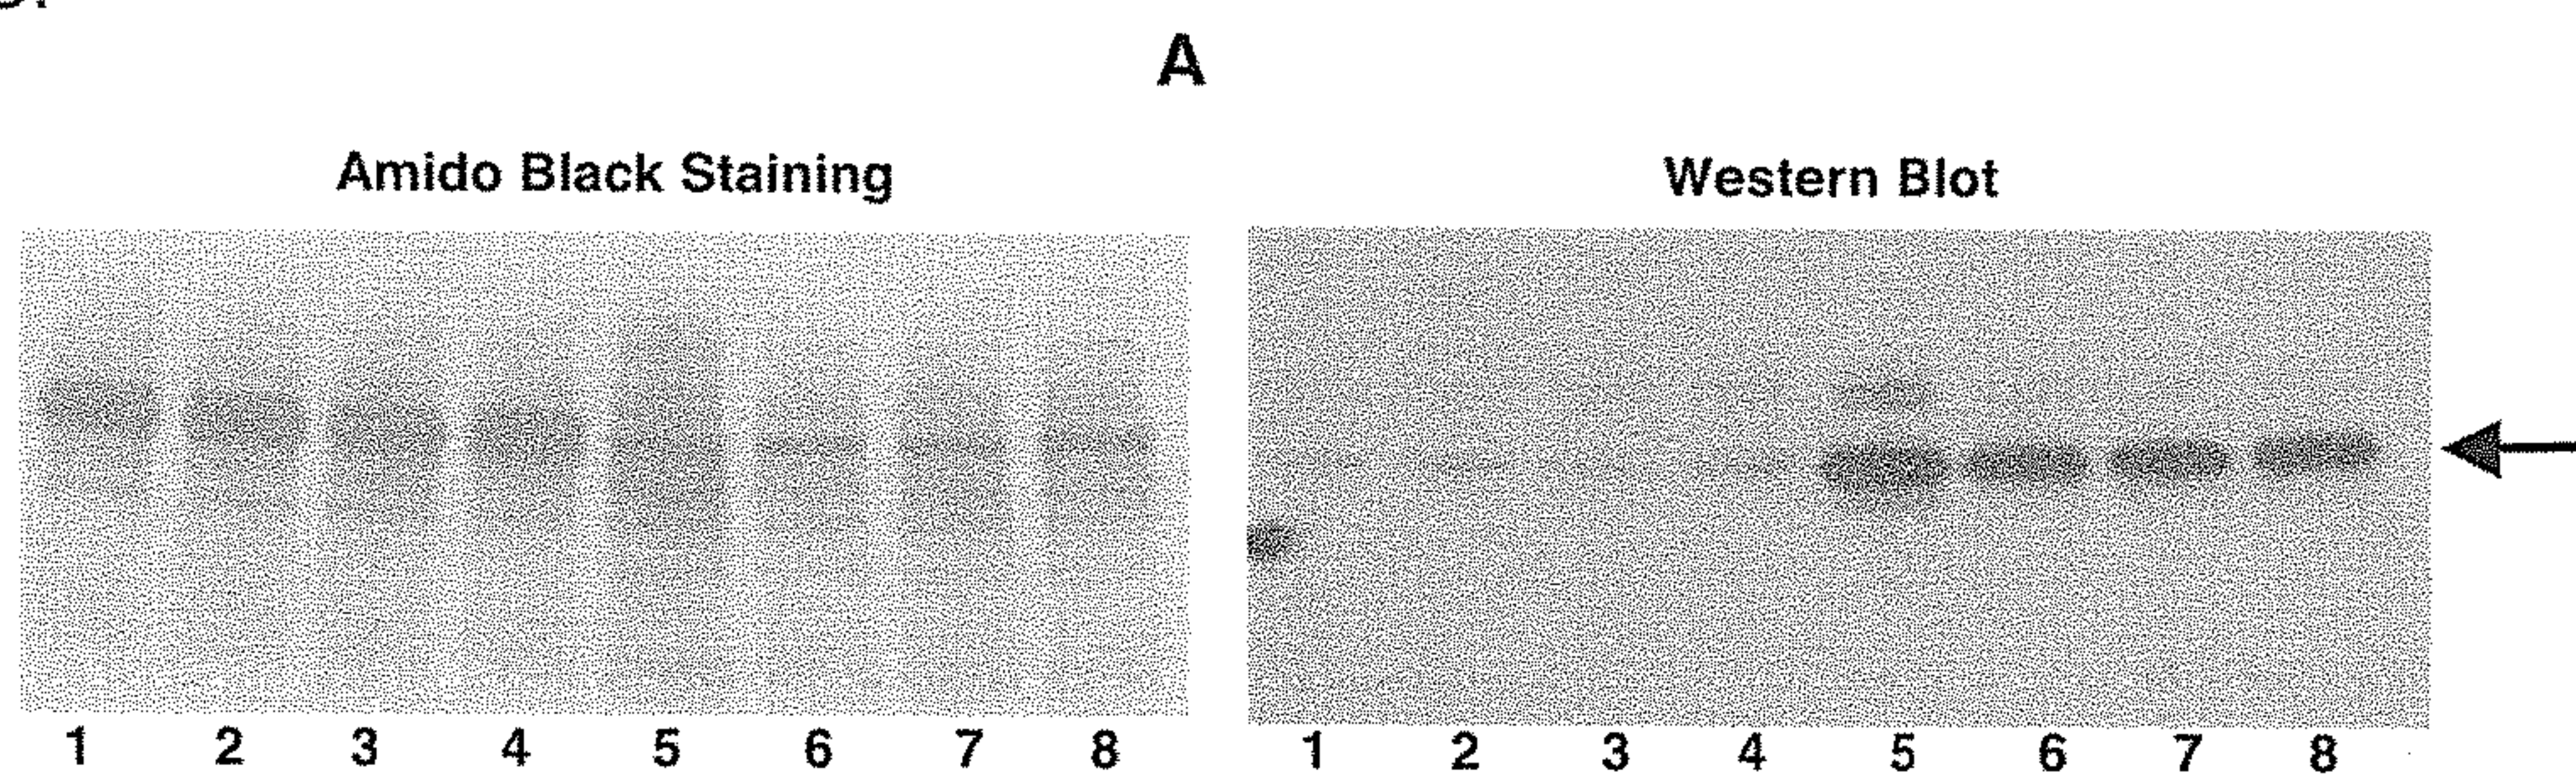 A
Amido Black Staining
Western Blot
1 2 3 4 5 6 7 8
1 2 3 4 5 6 7 8